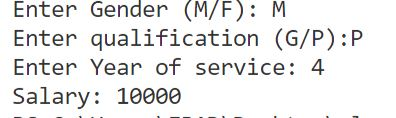 Enter Gender (M/F): M
Enter qualification (G/P):P
Enter Year of service: 4
Salary: 10000